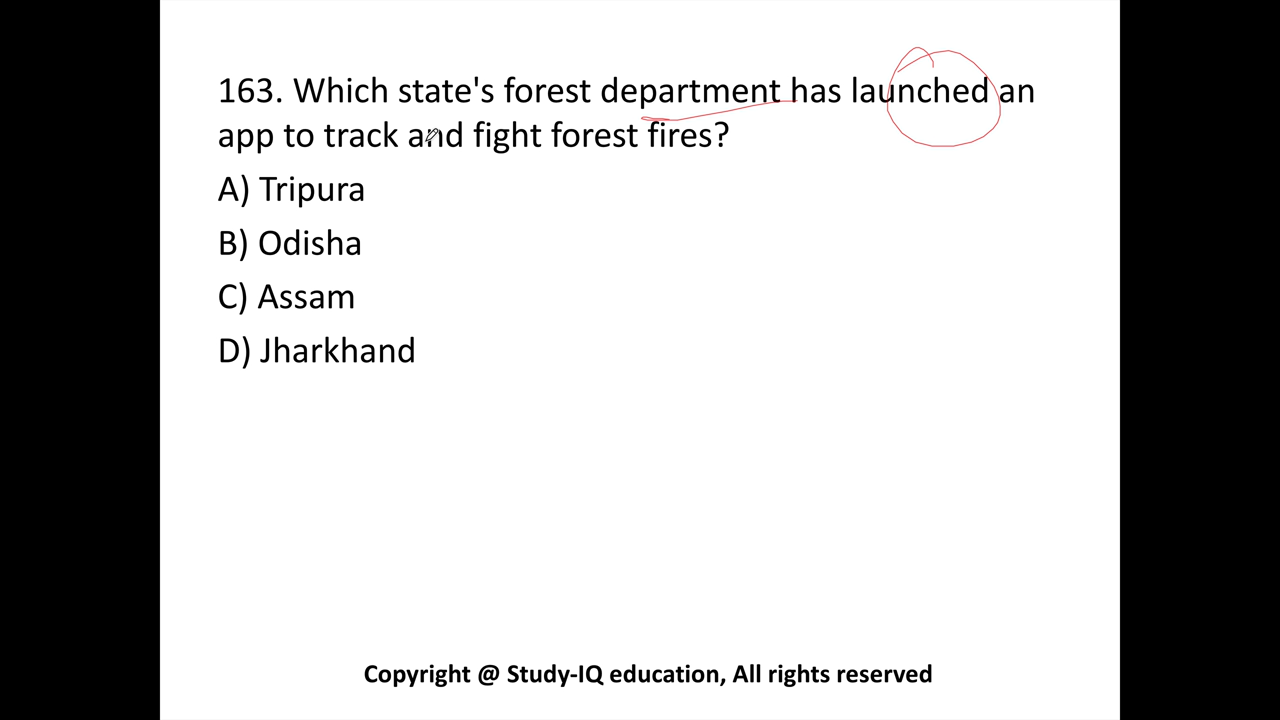 163. Which state's forest department has launched an
app to track and fight forest fires?
A) Tripura
B) Odisha
C) Assam
D) Jharkhand
Copyright @ Study-IQ education, All rights reserved